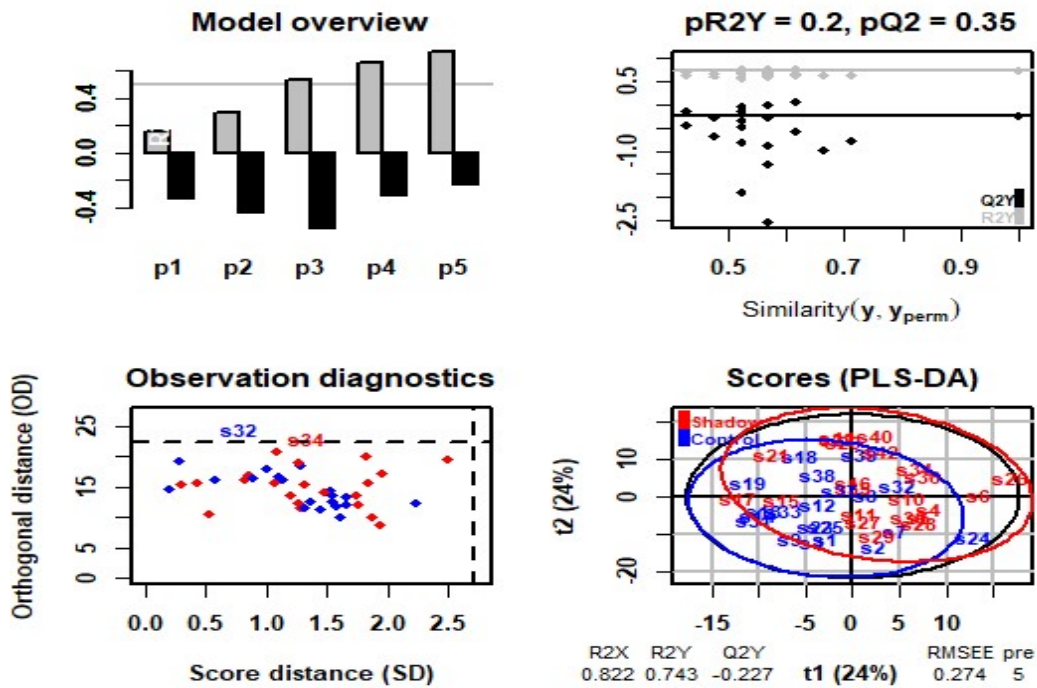 Model overview
0.4
0.0
-0.4
R
p1 p2 p3 p4 p5
pR2Y = 0.2, pQ2 = 0.35
0.5
-1.0
-2.5
Q2Y
R2Y
0.5 0.7 0.9
Similarity(y, yperm)
Observation diagnostics
Orthogonal distance (OD)
25
15
5
0
s32
s34
0.0 0.5 1.0 1.5 2.0 2.5
Score distance (SD)
Scores (PLS-DA)
t2 (24%)
10
0
-20
Shadow
Control
s40
s21
s18
s38
s19
s32
s6
s17
s15
s12
s33
s10
s4
s11
s27
s28
s7
s29
s1
s2
s24
-15 -5 0 5 10
R2X R2Y Q2Y RMSEE pre
0.822 0.743 -0.227 t1 (24%) 0.274 5